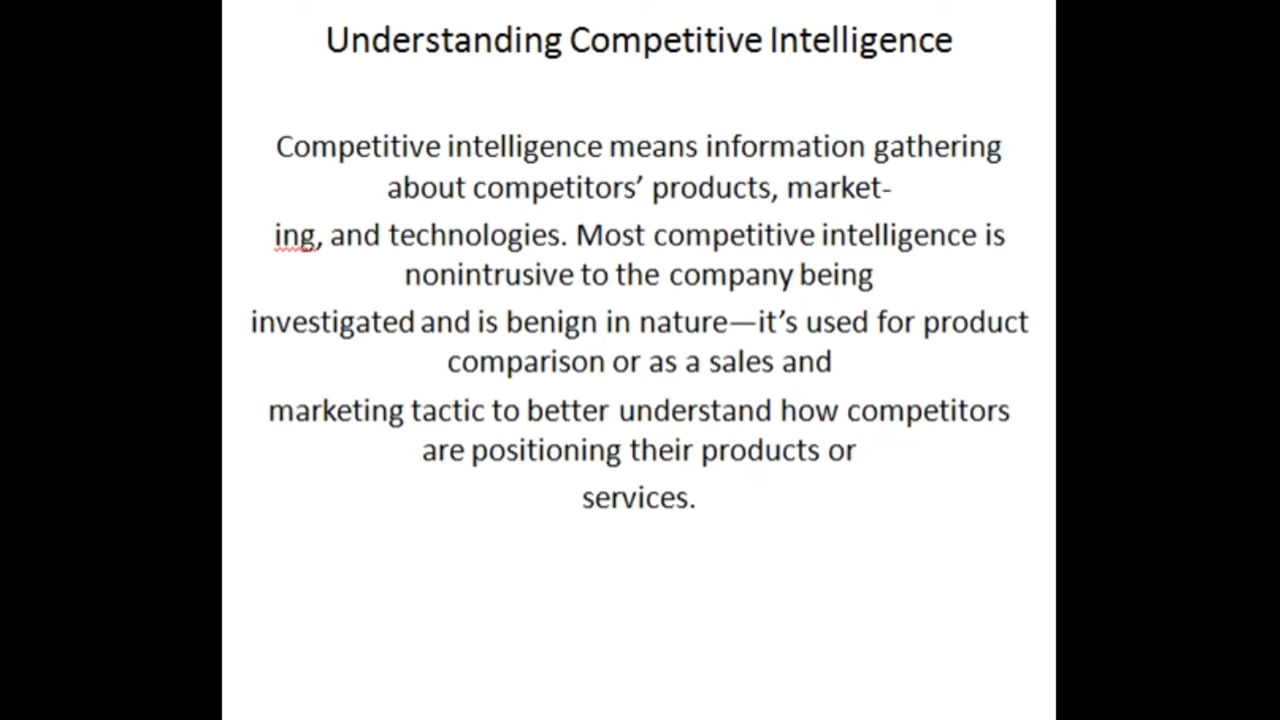 Understanding Competitive Intelligence
Competitive intelligence means information gathering
about competitors’ products, market-
ing, and technologies. Most competitive intelligence is
nonintrusive to the company being
investigated and is benign in nature—it’s used for product
comparison or as a sales and
marketing tactic to better understand how competitors
are positioning their products or
services.